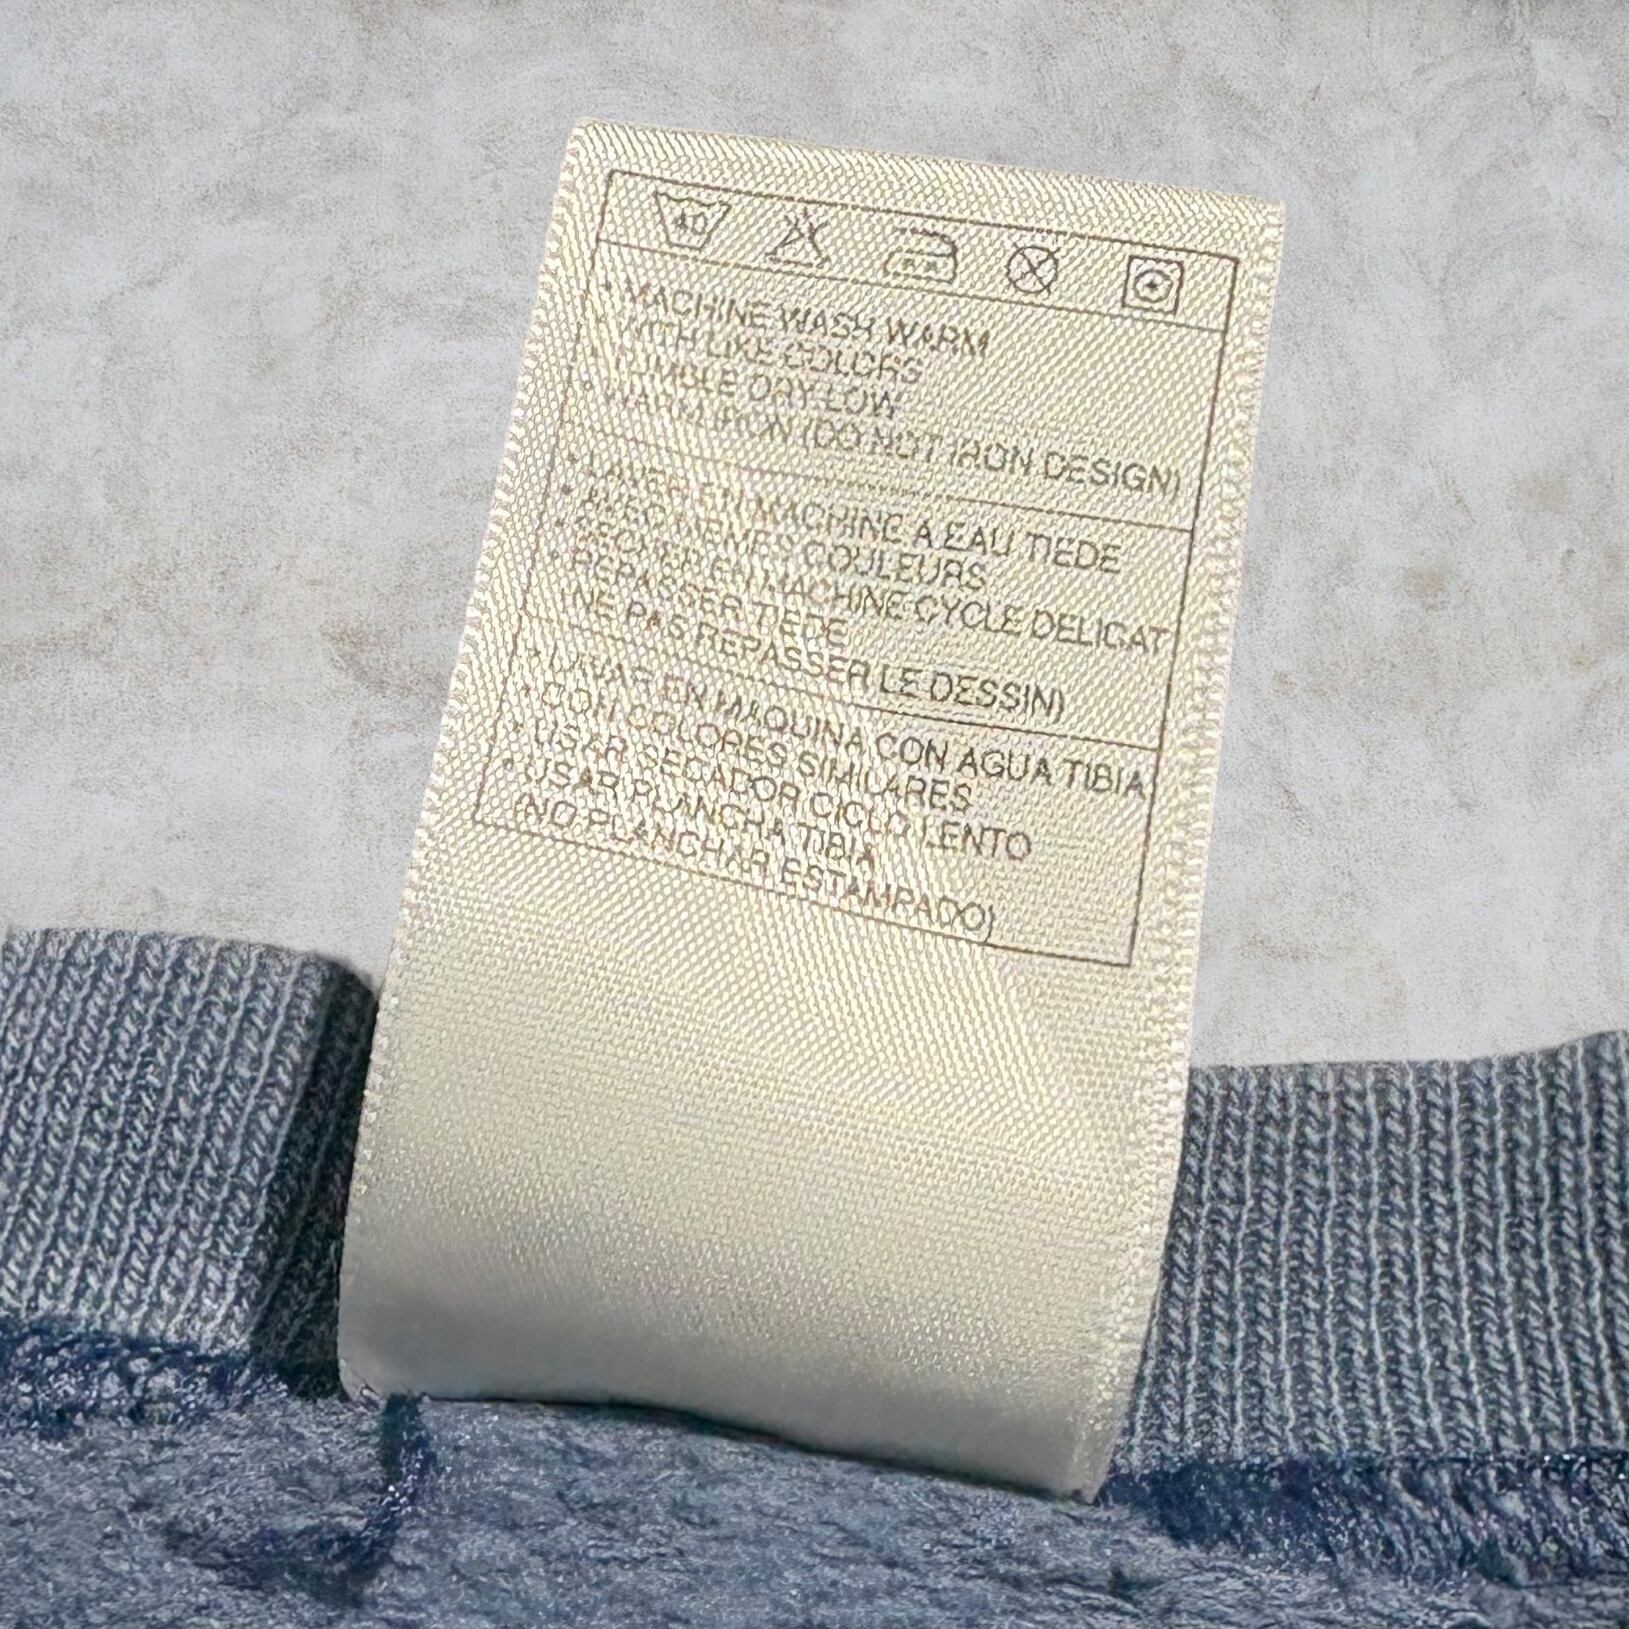 40
• MACHINE WASH WARM
WITH LIKE COLORS
• TUMBLE DRY LOW
• WARM IRON (DO NOT IRON DESIGN)
• LAVER EN MACHINE A EAU TIEDE
• AVEC MEMES COULEURS
• SECHER EN MACHINE CYCLE DELICAT
• REPASSER TIEDE
(NE PAS REPASSER LE DESSIN)
• LAVAR EN MAQUINA CON AGUA TIBIA
• CON COLORES SIMILARES
• USAR SECADOR CICLO LENTO
• USAR PLANCHA TIBIA
(NO PLANCHAR ESTAMPADO)